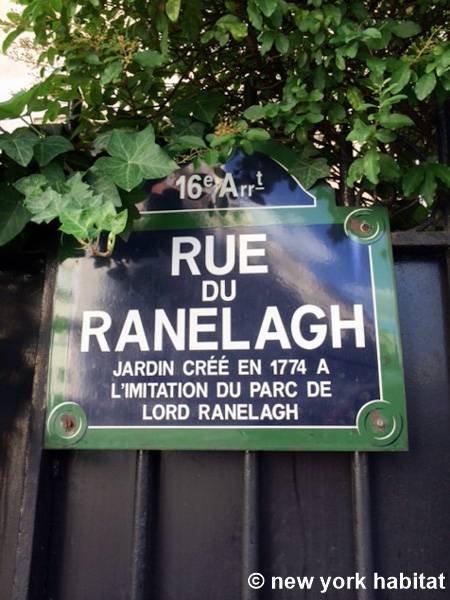 16e Arrt
RUE
DU
RANELAGH
JARDIN CRÉÉ EN 1774 A
L'IMITATION DU PARC DE
LORD RANELAGH
© new york habitat